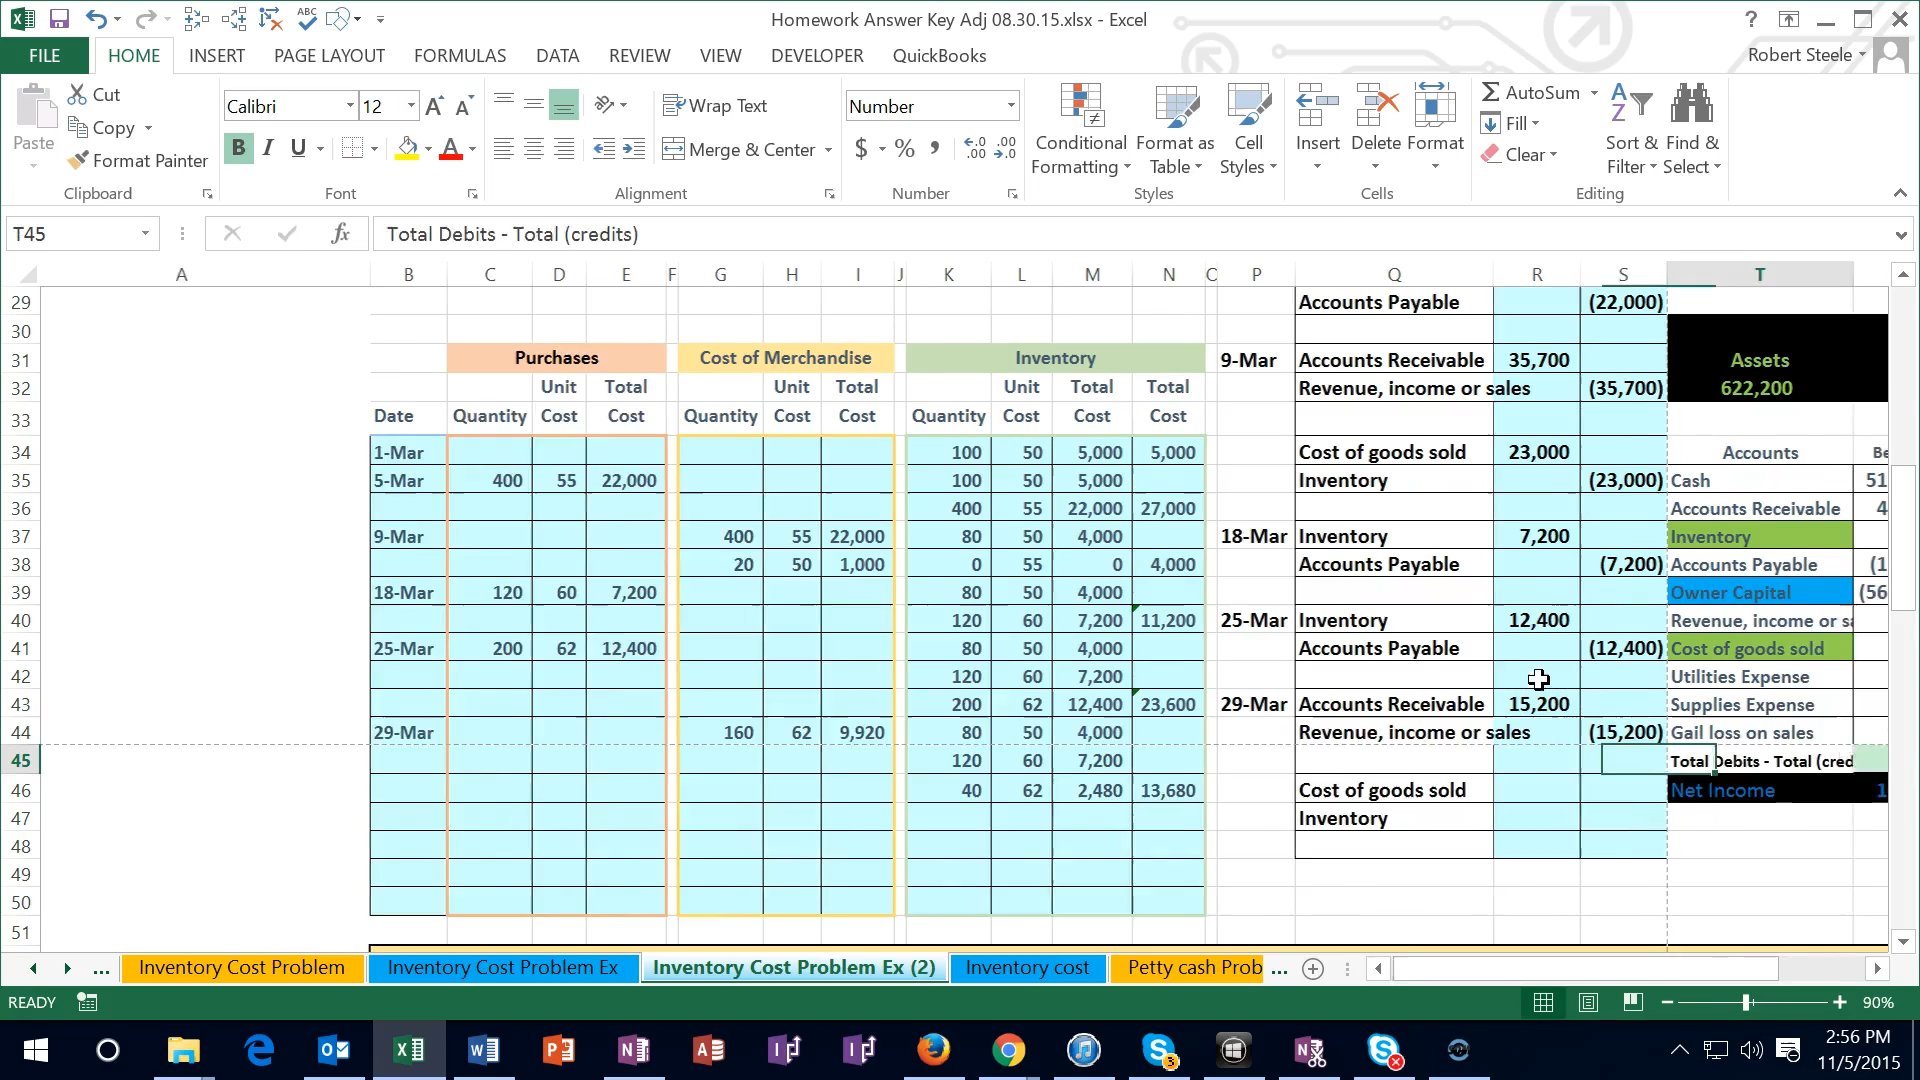 Homework Answer Key Adj 08.30.15.xlsx - Excel
FILE HOME INSERT PAGE LAYOUT FORMULAS DATA REVIEW VIEW DEVELOPER QuickBooks Robert Steele
Paste Cut Copy Format Painter
Calibri 12 Wrap Text Merge & Center Number
B I U A $ % ,
Conditional Formatting Format as Table Cell Styles Insert Delete Format
AutoSum Fill Clear Sort & Filter Find & Select
Clipboard Font Alignment Number Styles Cells Editing
T45 fx Total Debits - Total (credits)
A B C D E F G H I J K L M N O P Q R S T
29 Accounts Payable (22,000)
30
31 Purchases Cost of Merchandise Inventory 9-Mar Accounts Receivable 35,700 Assets
32 Unit Total Unit Total Unit Total Total Revenue, income or sales (35,700) 622,200
33 Date Quantity Cost Cost Quantity Cost Cost Quantity Cost Cost Cost
34 1-Mar 100 50 5,000 5,000 Cost of goods sold 23,000 Accounts Be
35 5-Mar 400 55 22,000 100 50 5,000 Inventory (23,000) Cash 51
36 400 55 22,000 27,000 Accounts Receivable 4
37 9-Mar 400 55 22,000 80 50 4,000 18-Mar Inventory 7,200 Inventory
38 20 50 1,000 0 55 0 4,000 Accounts Payable (7,200) Accounts Payable (1
39 18-Mar 120 60 7,200 80 50 4,000 Owner Capital (56
40 120 60 7,200 11,200 25-Mar Inventory 12,400 Revenue, income or sa
41 25-Mar 200 62 12,400 80 50 4,000 Accounts Payable (12,400) Cost of goods sold
42 120 60 7,200 Utilities Expense
43 200 62 12,400 23,600 29-Mar Accounts Receivable 15,200 Supplies Expense
44 29-Mar 160 62 9,920 80 50 4,000 Revenue, income or sales (15,200) Gail loss on sales
45 120 60 7,200 Total Debits - Total (cred
46 40 62 2,480 13,680 Cost of goods sold Net Income 1
47 Inventory
48
49
50
51
... Inventory Cost Problem Inventory Cost Problem Ex Inventory Cost Problem Ex (2) Inventory cost Petty cash Prob ...
READY 90%
2:56 PM
11/5/2015